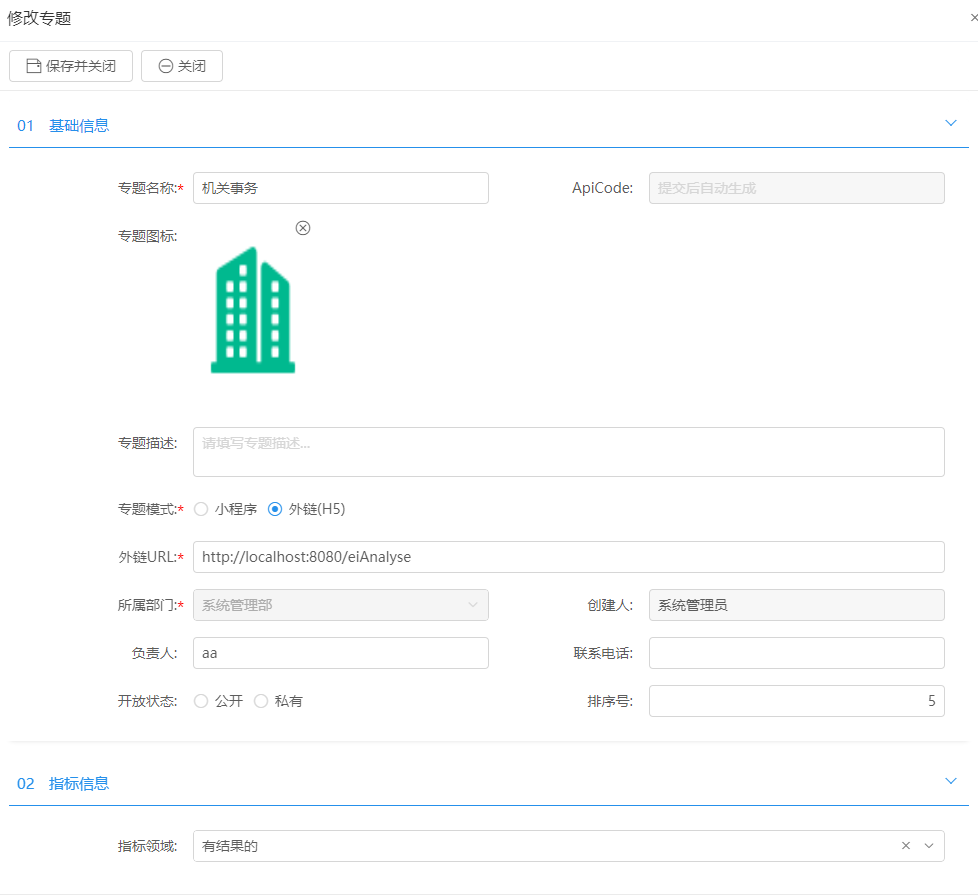 修改专题
保存并关闭 关闭
01 基础信息
专题名称:* 机关事务 ApiCode: 提交后自动生成
专题图标:
专题描述: 请填写专题描述...
专题模式:* 小程序 外链(H5)
外链URL:* http://localhost:8080/eiAnalyse
所属部门:* 系统管理部 创建人: 系统管理员
负责人: aa 联系电话:
开放状态: 公开 私有 排序号: 5
02 指标信息
指标领域: 有结果的